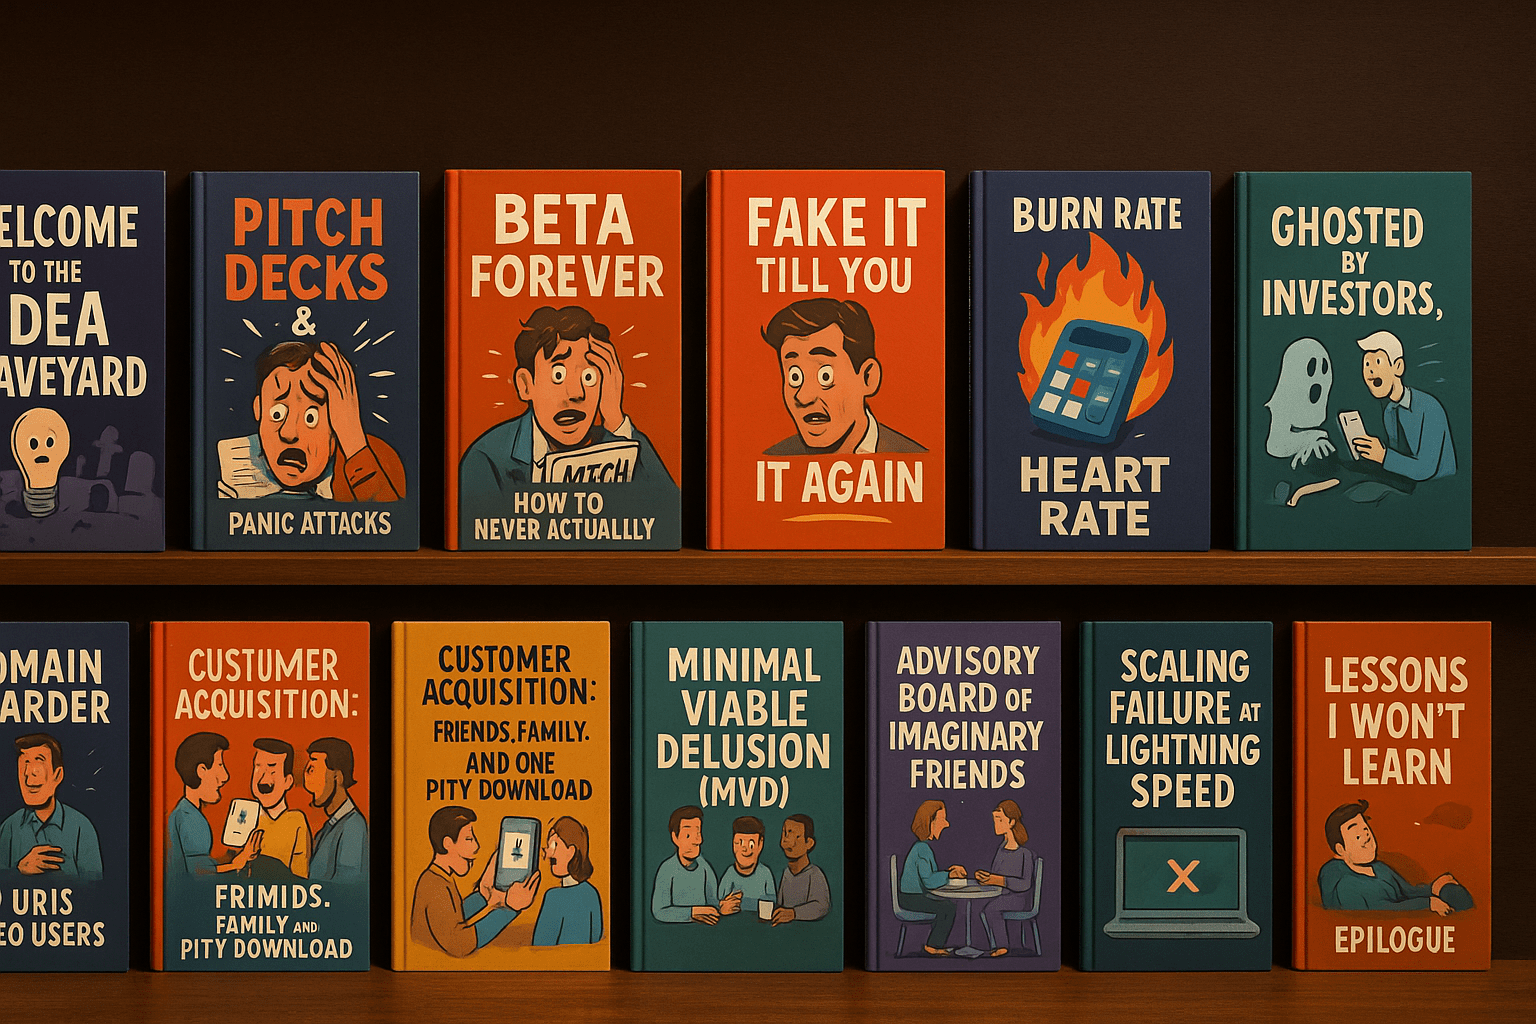 ELCOME
TO THE
DEA
AVEYARD
PITCH
DECKS
&
PANIC ATTACKS
BETA
FOREVER
MTCH
HOW TO
NEVER ACTUALLLY
FAKE IT
TILL YOU
IT AGAIN
BURN RATE
HEART
RATE
GHOSTED
BY
INVESTORS,
OMAIN
ARDER
URIS
EO USERS
CUSTUMER
ACQUISITION:
FRIMIDS.
FAMILY AND
PITY DOWNLOAD
CUSTOMER
ACQUISITION:
FRIENDS, FAMILY.
AND ONE
PITY DOWNLOAD
MINIMAL
VIABLE
DELUSION
(MVD)
ADVISORY
BOARD OF
IMAGINARY
FRIENDS
SCALING
FAILURE AT
LIGHTNING
SPEED
X
LESSONS
I WON'T
LEARN
EPILOGUE